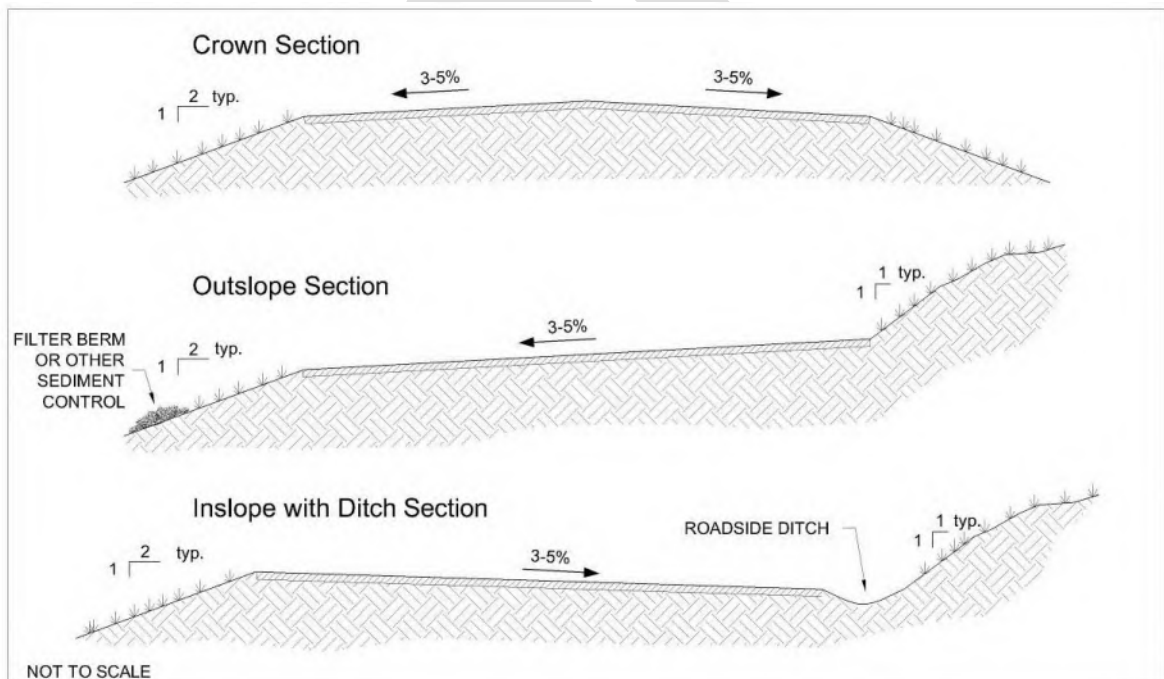 Crown Section
3-5%
3-5%
2 typ.
1
Outslope Section
1 typ.
1
3-5%
FILTER BERM
OR OTHER
SEDIMENT
CONTROL
2 typ.
1
Inslope with Ditch Section
ROADSIDE DITCH
1 typ.
1
2 typ.
1
3-5%
NOT TO SCALE